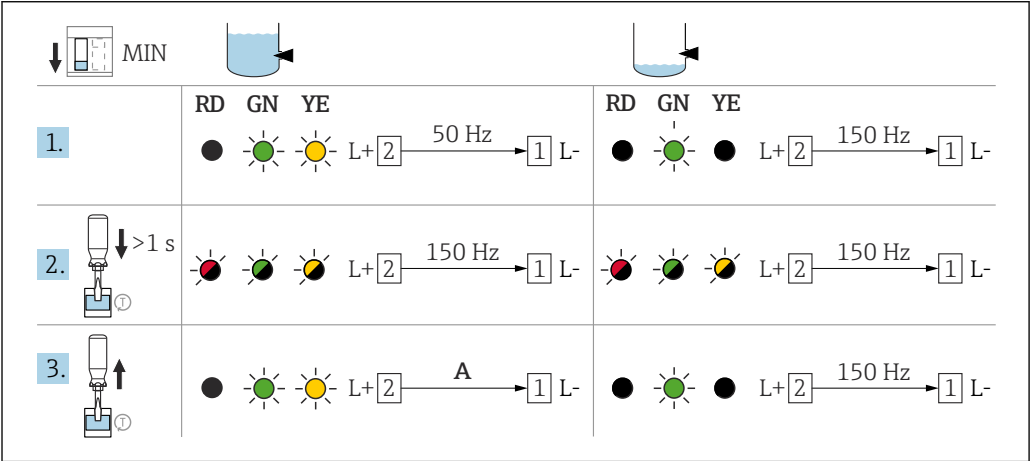 MIN
RD GN YE
RD GN YE
1.
L+ 2 50 Hz 1 L-
L+ 2 150 Hz 1 L-
2.
>1 s
T
L+ 2 150 Hz 1 L-
L+ 2 150 Hz 1 L-
3.
T
L+ 2 A 1 L-
L+ 2 150 Hz 1 L-